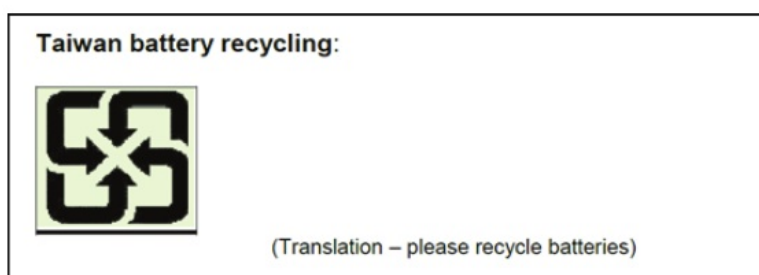 Taiwan battery recycling:
(Translation – please recycle batteries)